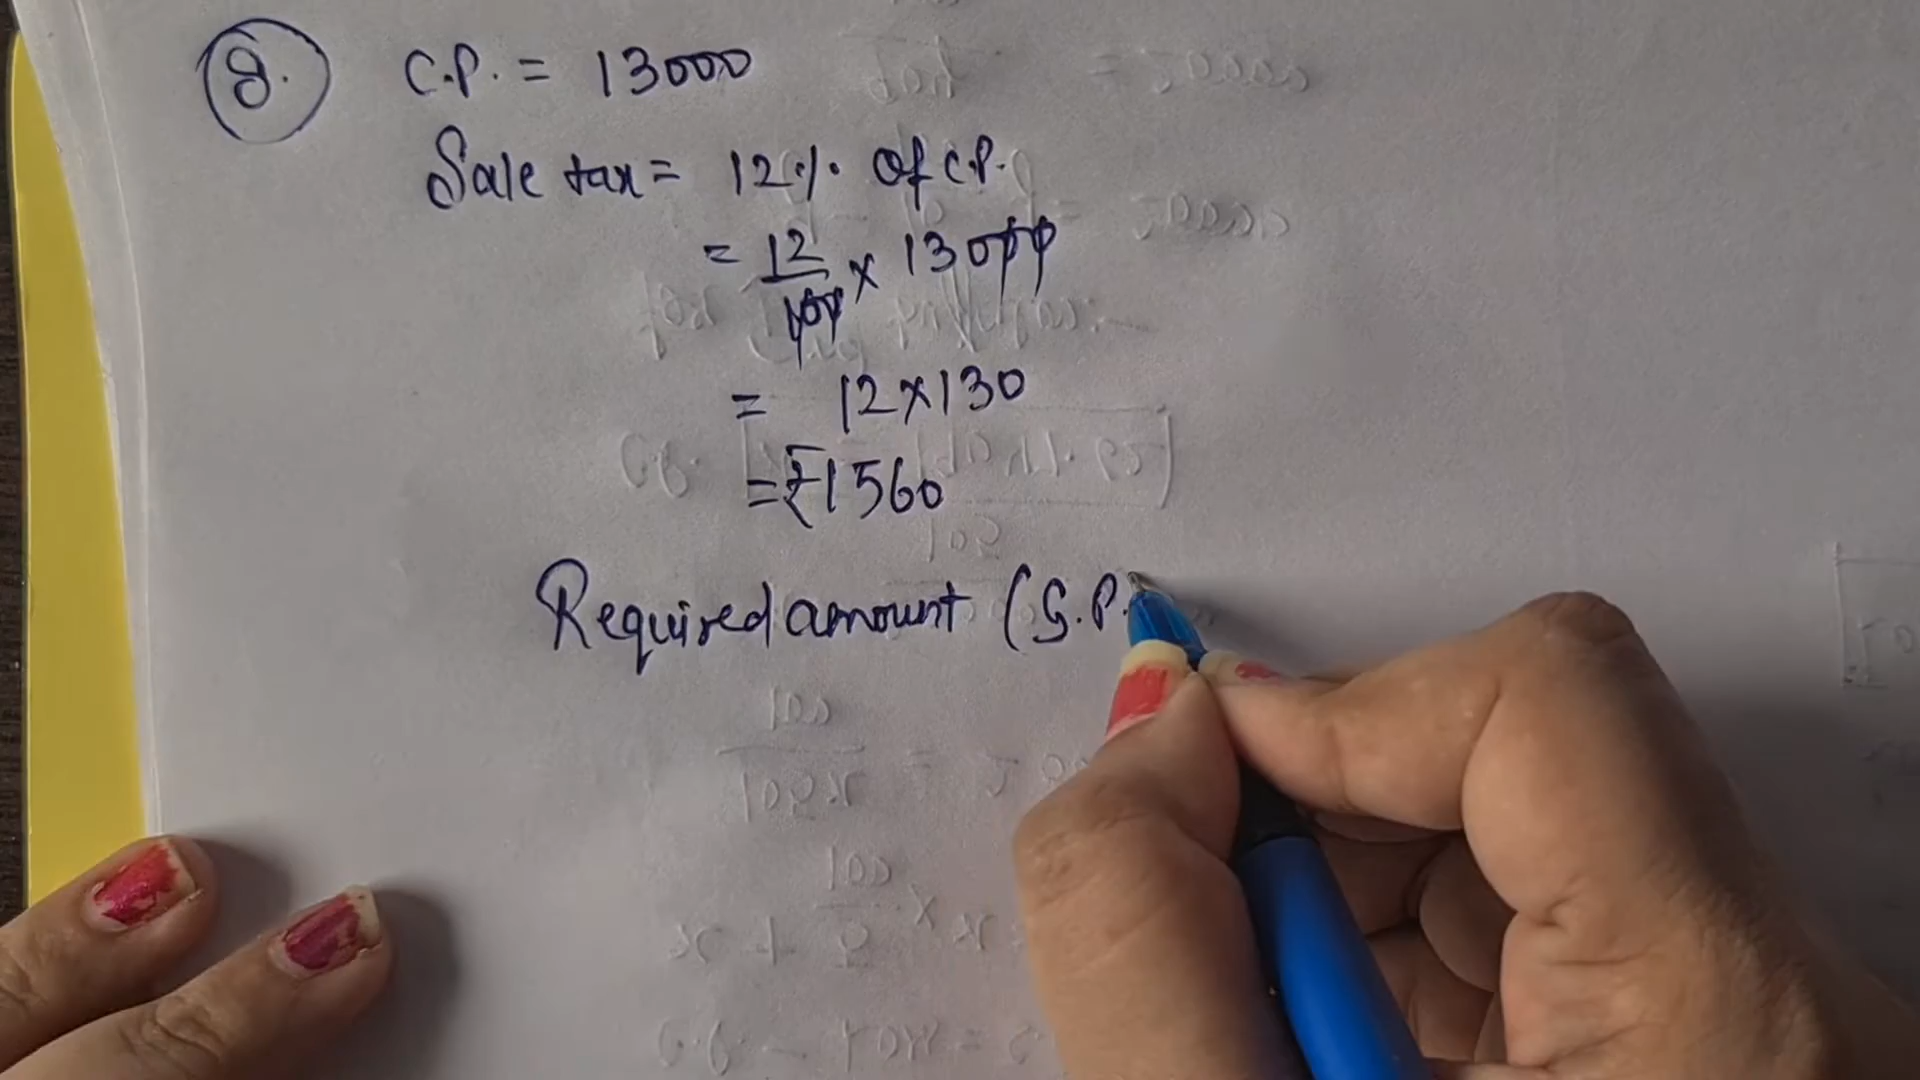 8. C.P. = 13000
Sale tax = 12% of C.P.
= 12/100 x 13000
= 12 x 130
= ₹1560
Required amount (S.P.